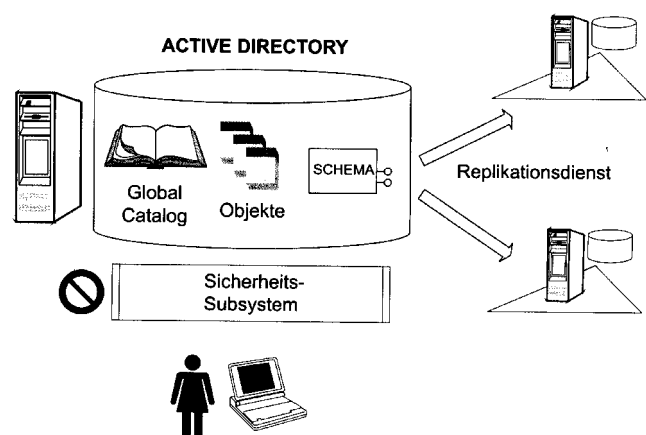 ACTIVE DIRECTORY
Global
Catalog
Objekte
SCHEMA
Replikationsdienst
Sicherheits-
Subsystem